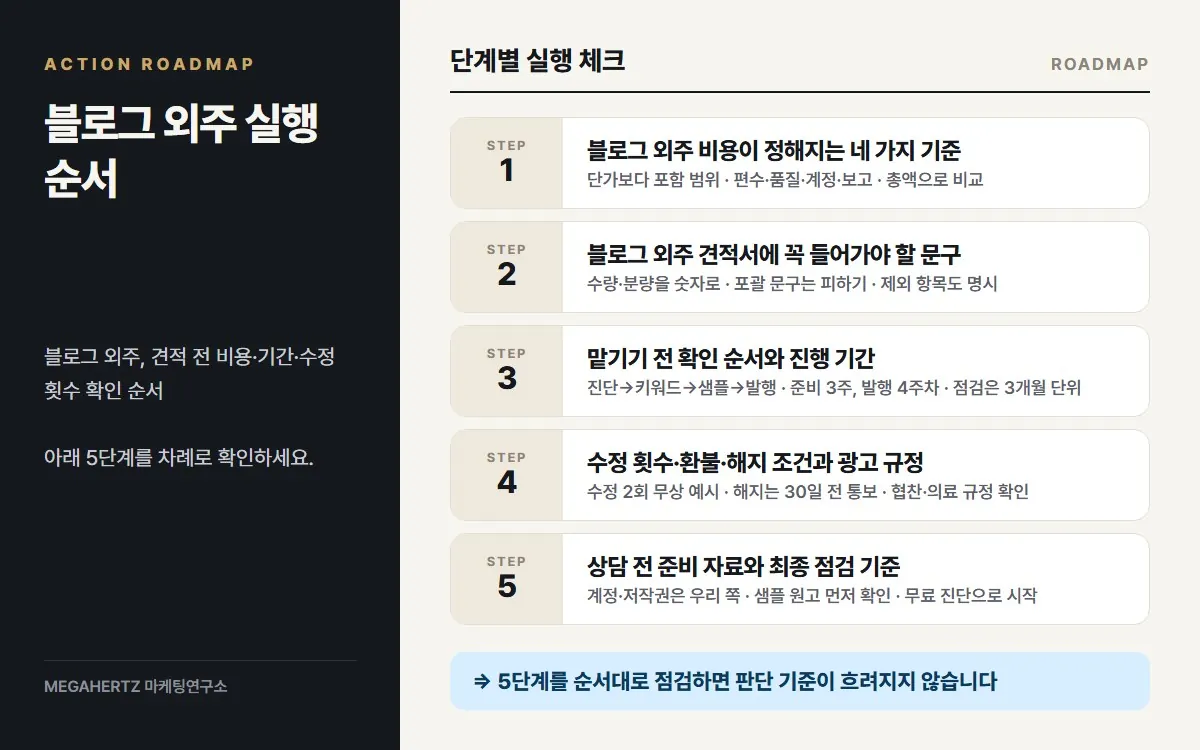 ACTION ROADMAP
블로그 외주 실행
순서
블로그 외주, 견적 전 비용·기간·수정
횟수 확인 순서
아래 5단계를 차례로 확인하세요.
MEGAHERTZ 마케팅연구소
단계별 실행 체크
ROADMAP
STEP
1
블로그 외주 비용이 정해지는 네 가지 기준
단가보다 포함 범위 · 편수·품질·계정·보고 · 총액으로 비교
STEP
2
블로그 외주 견적서에 꼭 들어가야 할 문구
수량·분량을 숫자로 · 포괄 문구는 피하기 · 제외 항목도 명시
STEP
3
맡기기 전 확인 순서와 진행 기간
진단→키워드→샘플→발행 · 준비 3주, 발행 4주차 · 점검은 3개월 단위
STEP
4
수정 횟수·환불·해지 조건과 광고 규정
수정 2회 무상 예시 · 해지는 30일 전 통보 · 협찬·의료 규정 확인
STEP
5
상담 전 준비 자료와 최종 점검 기준
계정·저작권은 우리 쪽 · 샘플 원고 먼저 확인 · 무료 진단으로 시작
→ 5단계를 순서대로 점검하면 판단 기준이 흐려지지 않습니다